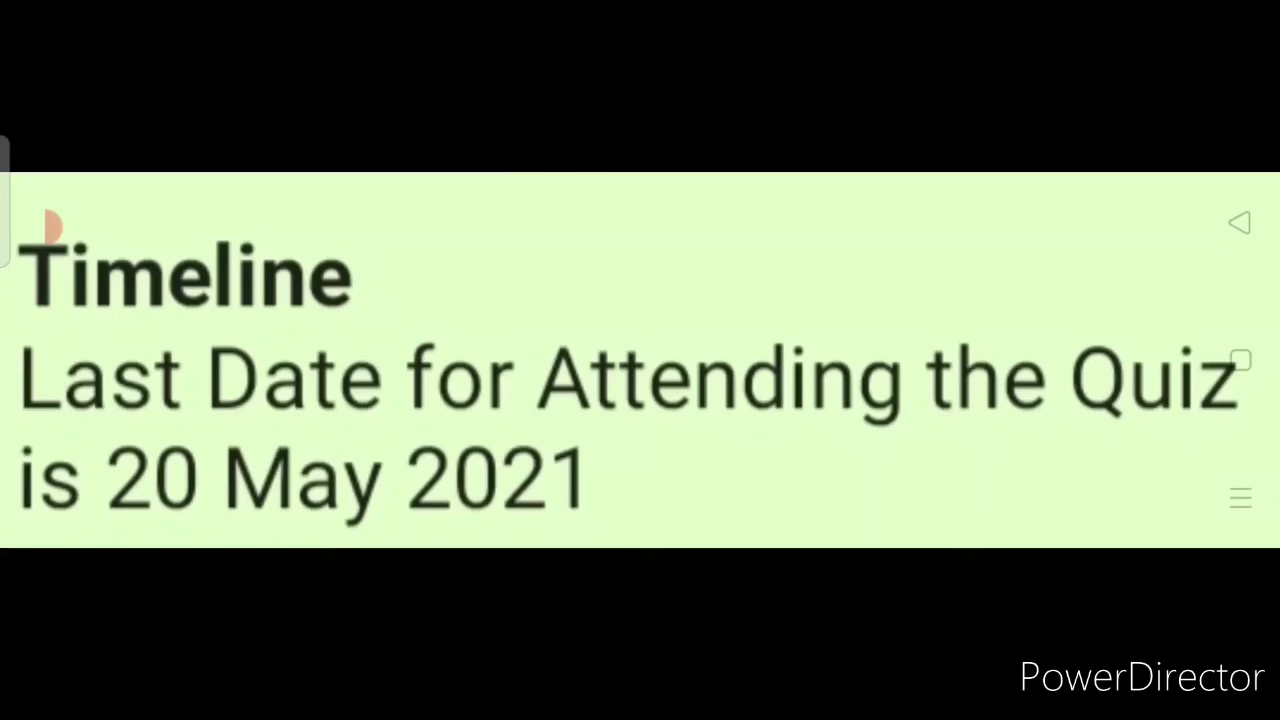 Timeline
Last Date for Attending the Quiz
is 20 May 2021
PowerDirector